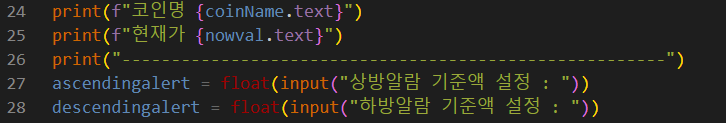 24 print(f"코인명 {coinName.text}")
25 print(f"현재가 {nowval.text}")
26 print("-------------------------------------------------------")
27 ascendingalert = float(input("상방알람 기준액 설정 : "))
28 descendingalert = float(input("하방알람 기준액 설정 : "))